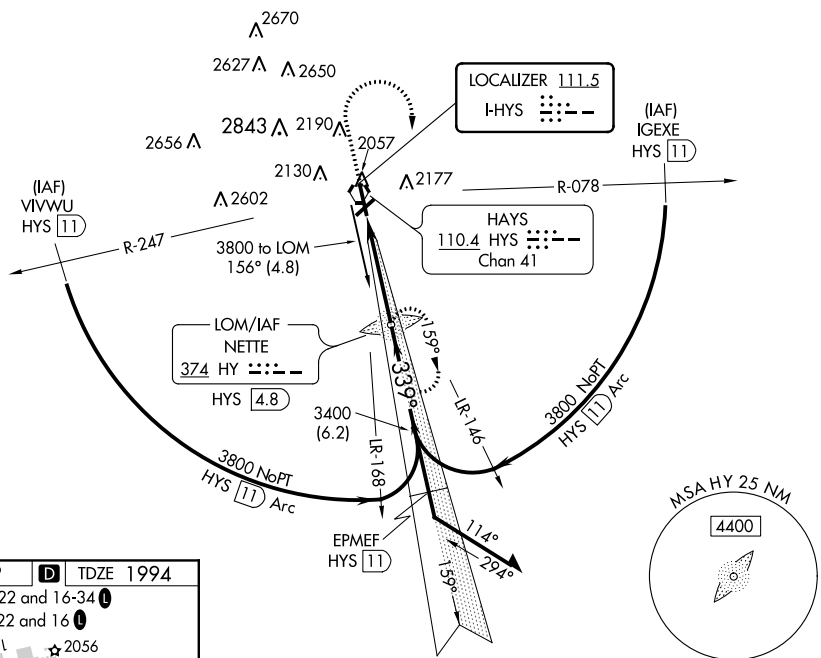 2670
2627
2650
LOCALIZER 111.5
I-HYS
(IAF)
IGEXE
HYS 11
2843
2190
2656
2057
2130
2177
R-078
(IAF)
VIVWU
HYS 11
2602
R-247
HAYS
110.4 HYS
Chan 41
3800 to LOM
156° (4.8)
LOM/IAF
NETTE
374 HY
HYS 4.8
159°
339°
3400
(6.2)
LR-168
LR-146
3800 NoPT
HYS 11 Arc
3800 NoPT
HYS 11 Arc
EPMEF
HYS 11
114°
294°
159°
MSA HY 25 NM
4400
D TDZE 1994
22 and 16-34 L
22 and 16 L
2056